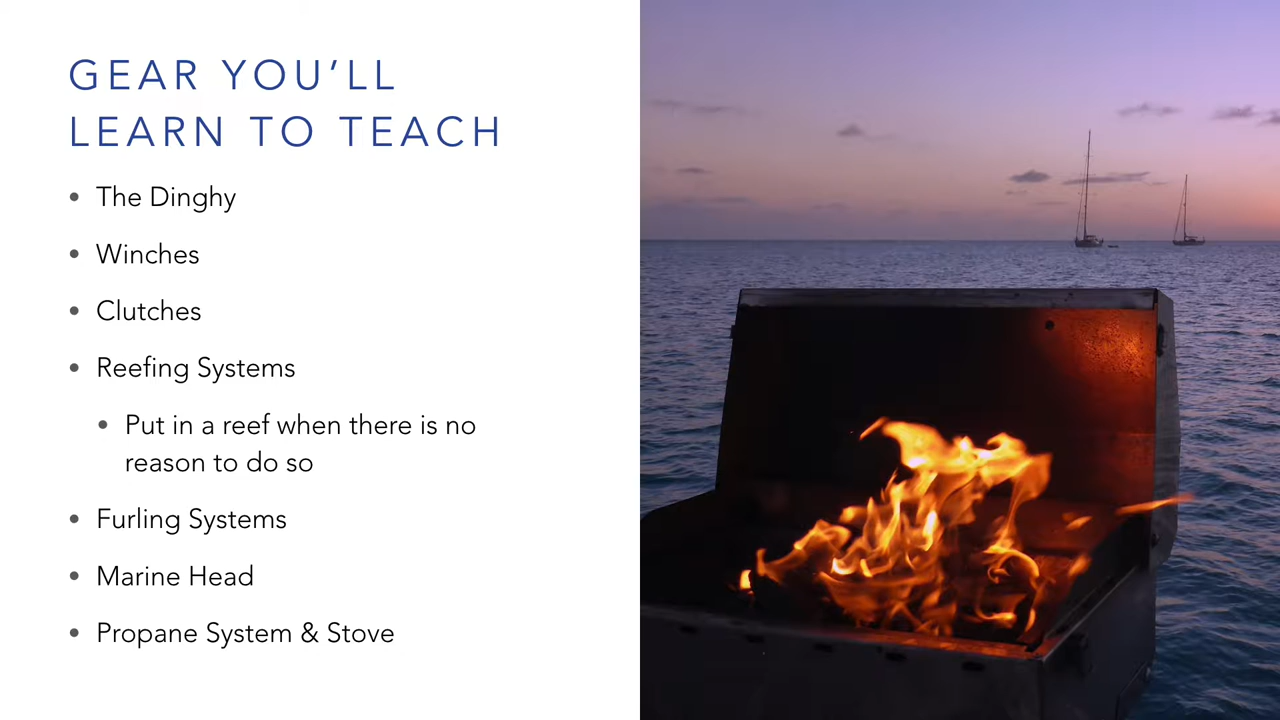 GEAR YOU’LL
LEARN TO TEACH
• The Dinghy
• Winches
• Clutches
• Reefing Systems
• Put in a reef when there is no
reason to do so
• Furling Systems
• Marine Head
• Propane System & Stove